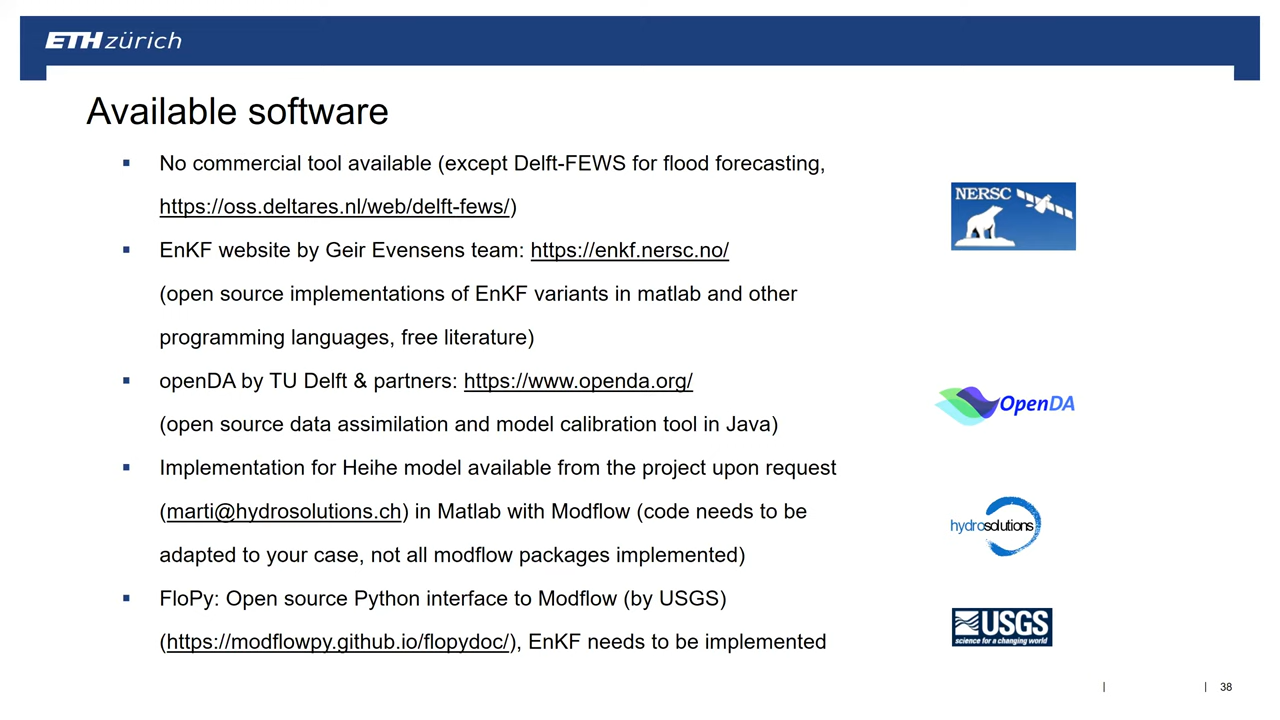 ETH zürich
Available software
▪ No commercial tool available (except Delft-FEWS for flood forecasting,
https://oss.deltares.nl/web/delft-fews/)
▪ EnKF website by Geir Evensens team: https://enkf.nersc.no/
(open source implementations of EnKF variants in matlab and other
programming languages, free literature)
▪ openDA by TU Delft & partners: https://www.openda.org/
(open source data assimilation and model calibration tool in Java)
▪ Implementation for Heihe model available from the project upon request
(marti@hydrosolutions.ch) in Matlab with Modflow (code needs to be
adapted to your case, not all modflow packages implemented)
▪ FloPy: Open source Python interface to Modflow (by USGS)
(https://modflowpy.github.io/flopydoc/), EnKF needs to be implemented
NERSC
OpenDA
hydrosolutions
USGS
science for a changing world
| | 38